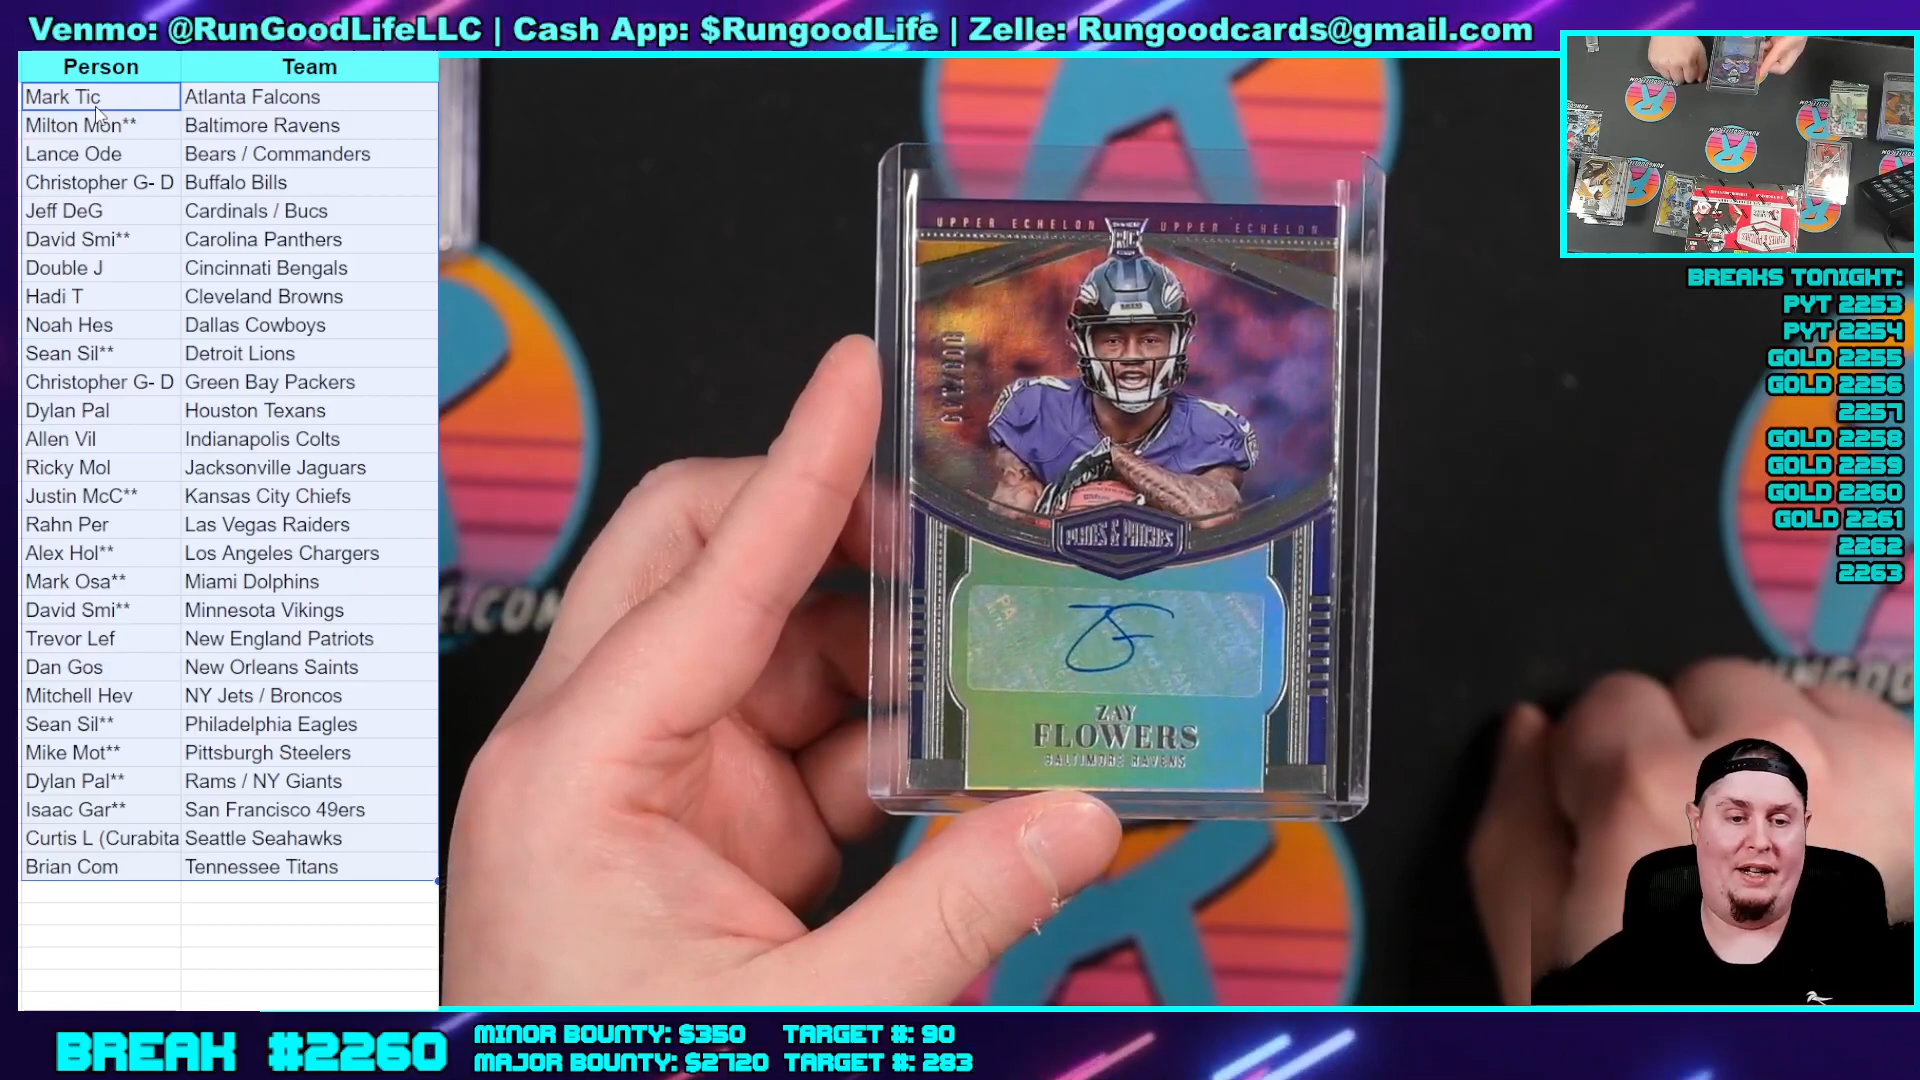 Venmo: @RunGoodLifeLLC | Cash App: $RungoodLife | Zelle: Rungoodcards@gmail.com
Person Team
Mark Tic Atlanta Falcons
Milton Mon** Baltimore Ravens
Lance Ode Bears / Commanders
Christopher G- D Buffalo Bills
Jeff DeG Cardinals / Bucs
David Smi** Carolina Panthers
Double J Cincinnati Bengals
Hadi T Cleveland Browns
Noah Hes Dallas Cowboys
Sean Sil** Detroit Lions
Christopher G- D Green Bay Packers
Dylan Pal Houston Texans
Allen Vil Indianapolis Colts
Ricky Mol Jacksonville Jaguars
Justin McC** Kansas City Chiefs
Rahn Per Las Vegas Raiders
Alex Hol** Los Angeles Chargers
Mark Osa** Miami Dolphins
David Smi** Minnesota Vikings
Trevor Lef New England Patriots
Dan Gos New Orleans Saints
Mitchell Hev NY Jets / Broncos
Sean Sil** Philadelphia Eagles
Mike Mot** Pittsburgh Steelers
Dylan Pal** Rams / NY Giants
Isaac Gar** San Francisco 49ers
Curtis L (Curabita Seattle Seahawks
Brian Com Tennessee Titans
UPPER ECHELON UPPER ECHELON
RC
PLATES & PATCHES
ZAY
FLOWERS
BALTIMORE RAVENS
BREAKS TONIGHT:
PYT 2253
PYT 2254
GOLD 2255
GOLD 2256
2257
GOLD 2258
GOLD 2259
GOLD 2260
GOLD 2261
2262
2263
BREAK #2260
MINOR BOUNTY: $350 TARGET #: 90
MAJOR BOUNTY: $2720 TARGET #: 283